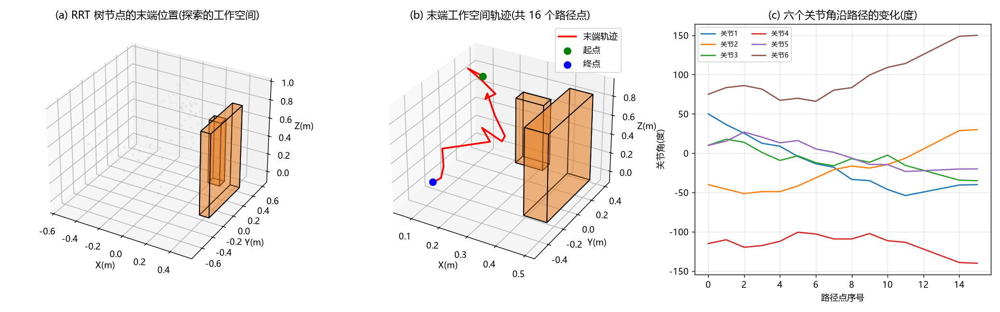 (a) RRT 树节点的末端位置(探索的工作空间)
1.0
0.8
0.6
0.4
0.2
0.0
Z(m)
0.6
0.4
0.2
0.0
-0.2
-0.4
-0.6
Y(m)
-0.6
-0.4
-0.2
0.0
0.2
0.4
X(m)
(b) 末端工作空间轨迹(共 16 个路径点)
末端轨迹
起点
终点
0.8
0.6
0.4
0.2
0.0
Z(m)
0.4
0.2
0.0
-0.2
-0.4
Y(m)
0.1
0.2
0.3
0.4
0.5
X(m)
(c) 六个关节角沿路径的变化(度)
关节1
关节2
关节3
关节4
关节5
关节6
150
100
50
0
-50
-100
-150
关节角(度)
0 2 4 6 8 10 12 14
路径点序号